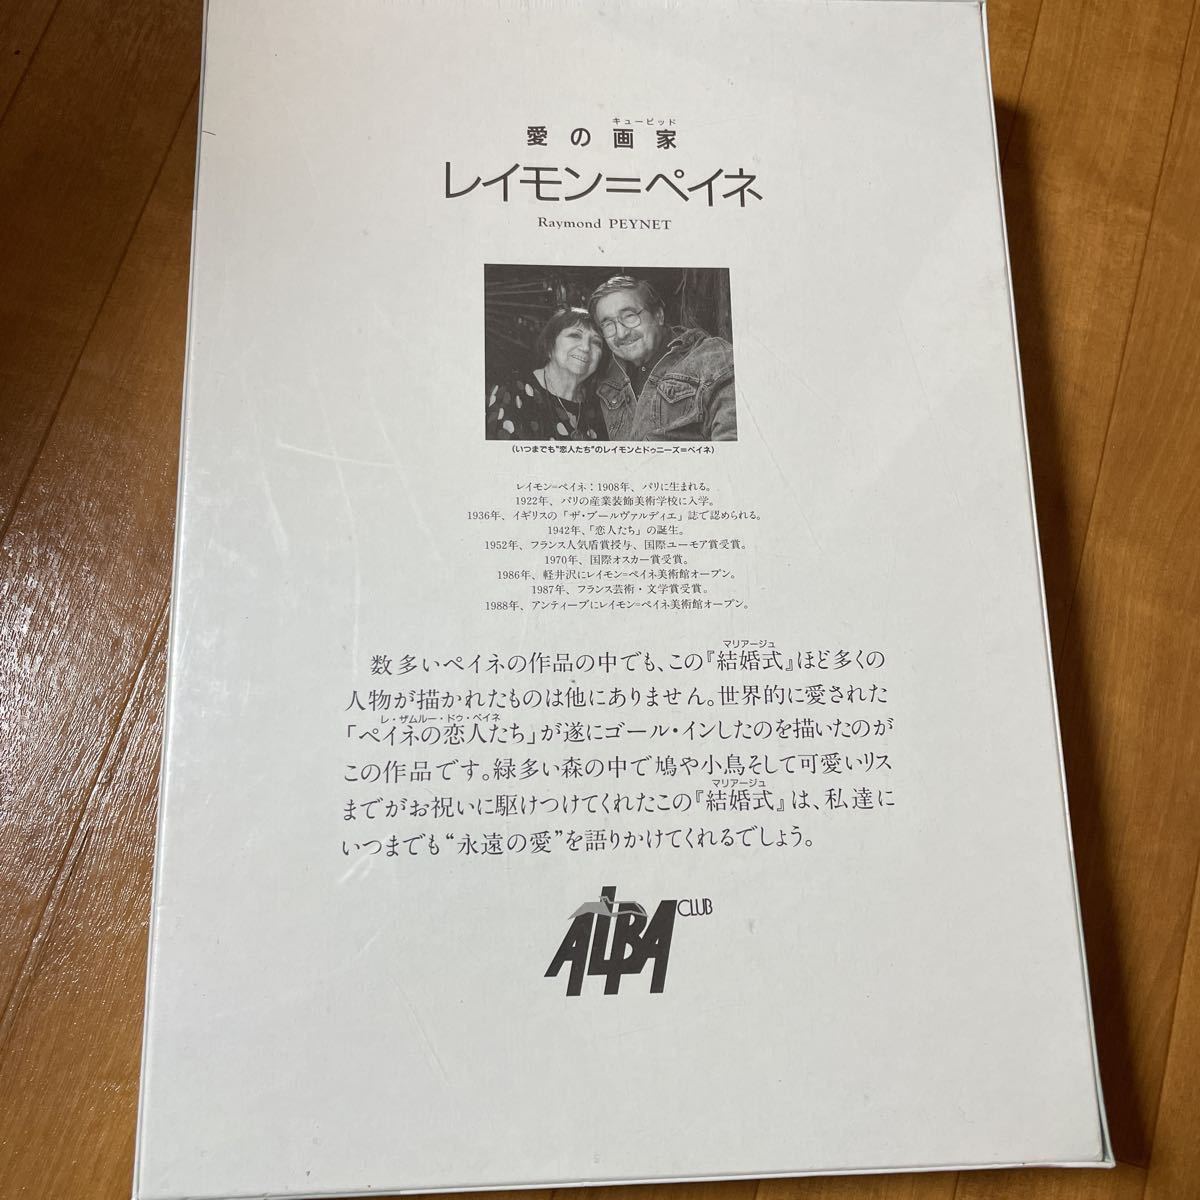 キューピッド
愛の画家
レイモン=ペイネ
Raymond PEYNET
(いつまでも"恋人たち"のレイモンとドゥニーズ=ペイネ)
レイモン=ペイネ：1908年、パリに生まれる。
1922年、パリの産業装飾美術学校に入学。
1936年、イギリスの「ザ・ブールヴァルディエ」誌で認められる。
1942年、「恋人たち」の誕生。
1952年、フランス人気盾賞授与、国際ユーモア賞受賞。
1970年、国際オスカー賞受賞。
1986年、軽井沢にレイモン=ペイネ美術館オープン。
1987年、フランス芸術・文学賞受賞。
1988年、アンティーブにレイモン=ペイネ美術館オープン。
マリアージュ
数多いペイネの作品の中でも、この『結婚式』ほど多くの
人物が描かれたものは他にありません。世界的に愛された
レ・ザムルー・ドゥ・ペイネ
「ペイネの恋人たち」が遂にゴール・インしたのを描いたのが
この作品です。緑多い森の中で鳩や小鳥そして可愛いリス
マリアージュ
までがお祝いに駆けつけてくれたこの『結婚式』は、私達に
いつまでも“永遠の愛”を語りかけてくれるでしょう。
ALBA CLUB